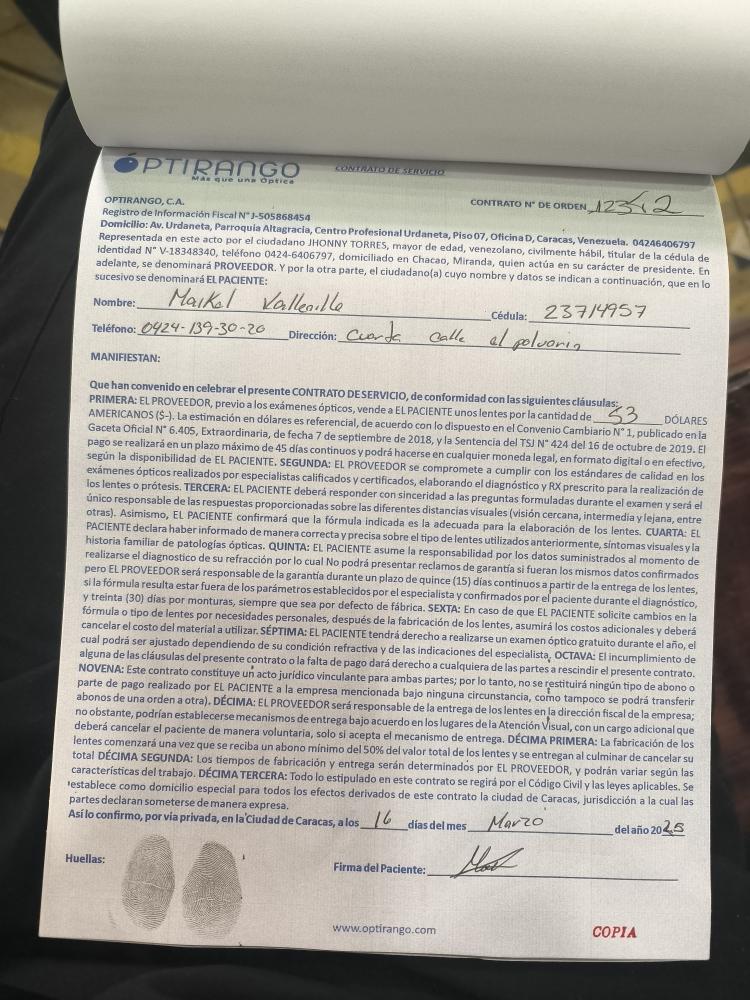 OPTIRANGO
Más que una Óptica
CONTRATO DE SERVICIO
OPTIRANGO, C.A.
CONTRATO N° DE ORDEN 12342
Registro de Información Fiscal N° J-505868454
Domicilio: Av. Urdaneta, Parroquia Altagracia, Centro Profesional Urdaneta, Piso 07, Oficina D, Caracas, Venezuela. 04246406797
Representada en este acto por el ciudadano JHONNY TORRES, mayor de edad, venezolano, civilmente hábil, titular de la cédula de
Identidad N° V-18348340, teléfono 0424-6406797, domiciliado en Chacao, Miranda, quien actúa en su carácter de presidente. En
adelante, se denominará PROVEEDOR. Y por la otra parte, el ciudadano(a) cuyo nombre y datos se indican a continuación, que en lo
sucesivo se denominará EL PACIENTE:
Nombre: Maikel Vallenilla Cédula: 23714957
Teléfono: 0424-139-30-20 Dirección: Cuarta calle el polvorin
MANIFIESTAN:
Que han convenido en celebrar el presente CONTRATO DE SERVICIO, de conformidad con las siguientes cláusulas:
PRIMERA: EL PROVEEDOR, previo a los exámenes ópticos, vende a EL PACIENTE unos lentes por la cantidad de 53 DÓLARES
AMERICANOS ($-). La estimación en dólares es referencial, de acuerdo con lo dispuesto en el Convenio Cambiario N° 1, publicado en la
Gaceta Oficial N° 6.405, Extraordinaria, de fecha 7 de septiembre de 2018, y la Sentencia del TSJ N° 424 del 16 de octubre de 2019. El
pago se realizará en un plazo máximo de 45 días continuos y podrá hacerse en cualquier moneda legal, en formato digital o en efectivo,
según la disponibilidad de EL PACIENTE. SEGUNDA: EL PROVEEDOR se compromete a cumplir con los estándares de calidad en los
exámenes ópticos realizados por especialistas calificados y certificados, elaborando el diagnóstico y RX prescrito para la realización de
los lentes o prótesis. TERCERA: EL PACIENTE deberá responder con sinceridad a las preguntas formuladas durante el examen y será el
único responsable de las respuestas proporcionadas sobre las diferentes distancias visuales (visión cercana, intermedia y lejana, entre
otras). Asimismo, EL PACIENTE confirmará que la fórmula indicada es la adecuada para la elaboración de los lentes. CUARTA: EL
PACIENTE declara haber informado de manera correcta y precisa sobre el tipo de lentes utilizados anteriormente, síntomas visuales y la
historia familiar de patologías ópticas. QUINTA: EL PACIENTE asume la responsabilidad por los datos suministrados al momento de
realizarse el diagnostico de su refracción por lo cual No podrá presentar reclamos de garantía si fueran los mismos datos confirmados
pero EL PROVEEDOR será responsable de la garantía durante un plazo de quince (15) días continuos a partir de la entrega de los lentes,
si la fórmula resulta estar fuera de los parámetros establecidos por el especialista y confirmados por el paciente durante el diagnóstico,
y treinta (30) días por monturas, siempre que sea por defecto de fábrica. SEXTA: En caso de que EL PACIENTE solicite cambios en la
fórmula o tipo de lentes por necesidades personales, después de la fabricación de los lentes, asumirá los costos adicionales y deberá
cancelar el costo del material a utilizar. SÉPTIMA: EL PACIENTE tendrá derecho a realizarse un examen óptico gratuito durante el año, el
cual podrá ser ajustado dependiendo de su condición refractiva y de las indicaciones del especialista, OCTAVA: El incumplimiento de
alguna de las cláusulas del presente contrato o la falta de pago dará derecho a cualquiera de las partes a rescindir el presente contrato.
NOVENA: Este contrato constituye un acto jurídico vinculante para ambas partes; por lo tanto, no se restituirá ningún tipo de abono o
parte de pago realizado por EL PACIENTE a la empresa mencionada bajo ninguna circunstancia, como tampoco se podrá transferir
abonos de una orden a otra). DÉCIMA: EL PROVEEDOR será responsable de la entrega de los lentes en la dirección fiscal de la empresa;
no obstante, podrían establecerse mecanismos de entrega bajo acuerdo en los lugares de la Atención Visual, con un cargo adicional que
deberá cancelar el paciente de manera voluntaria, solo si acepta el mecanismo de entrega. DÉCIMA PRIMERA: La fabricación de los
lentes comenzará una vez que se reciba un abono mínimo del 50% del valor total de los lentes y se entregan al culminar de cancelar su
total DÉCIMA SEGUNDA: Los tiempos de fabricación y entrega serán determinados por EL PROVEEDOR, y podrán variar según las
características del trabajo. DÉCIMA TERCERA: Todo lo estipulado en este contrato se regirá por el Código Civil y las leyes aplicables. Se
establece como domicilio especial para todos los efectos derivados de este contrato la ciudad de Caracas, jurisdicción a la cual las
partes declaran someterse de manera expresa.
Así lo confirmo, por vía privada, en la Ciudad de Caracas, a los 16 días del mes Marzo del año 2025
Huellas:
Firma del Paciente:
www.optirango.com
COPIA